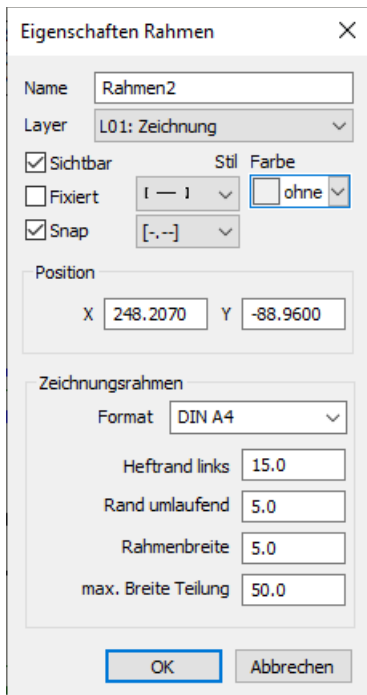 Eigenschaften Rahmen
Name Rahmen2
Layer L01: Zeichnung
Sichtbar Stil Farbe
Fixiert [ — ] ohne
Snap [-.--]
Position
X 248.2070 Y -88.9600
Zeichnungsrahmen
Format DIN A4
Heftrand links 15.0
Rand umlaufend 5.0
Rahmenbreite 5.0
max. Breite Teilung 50.0
OK Abbrechen